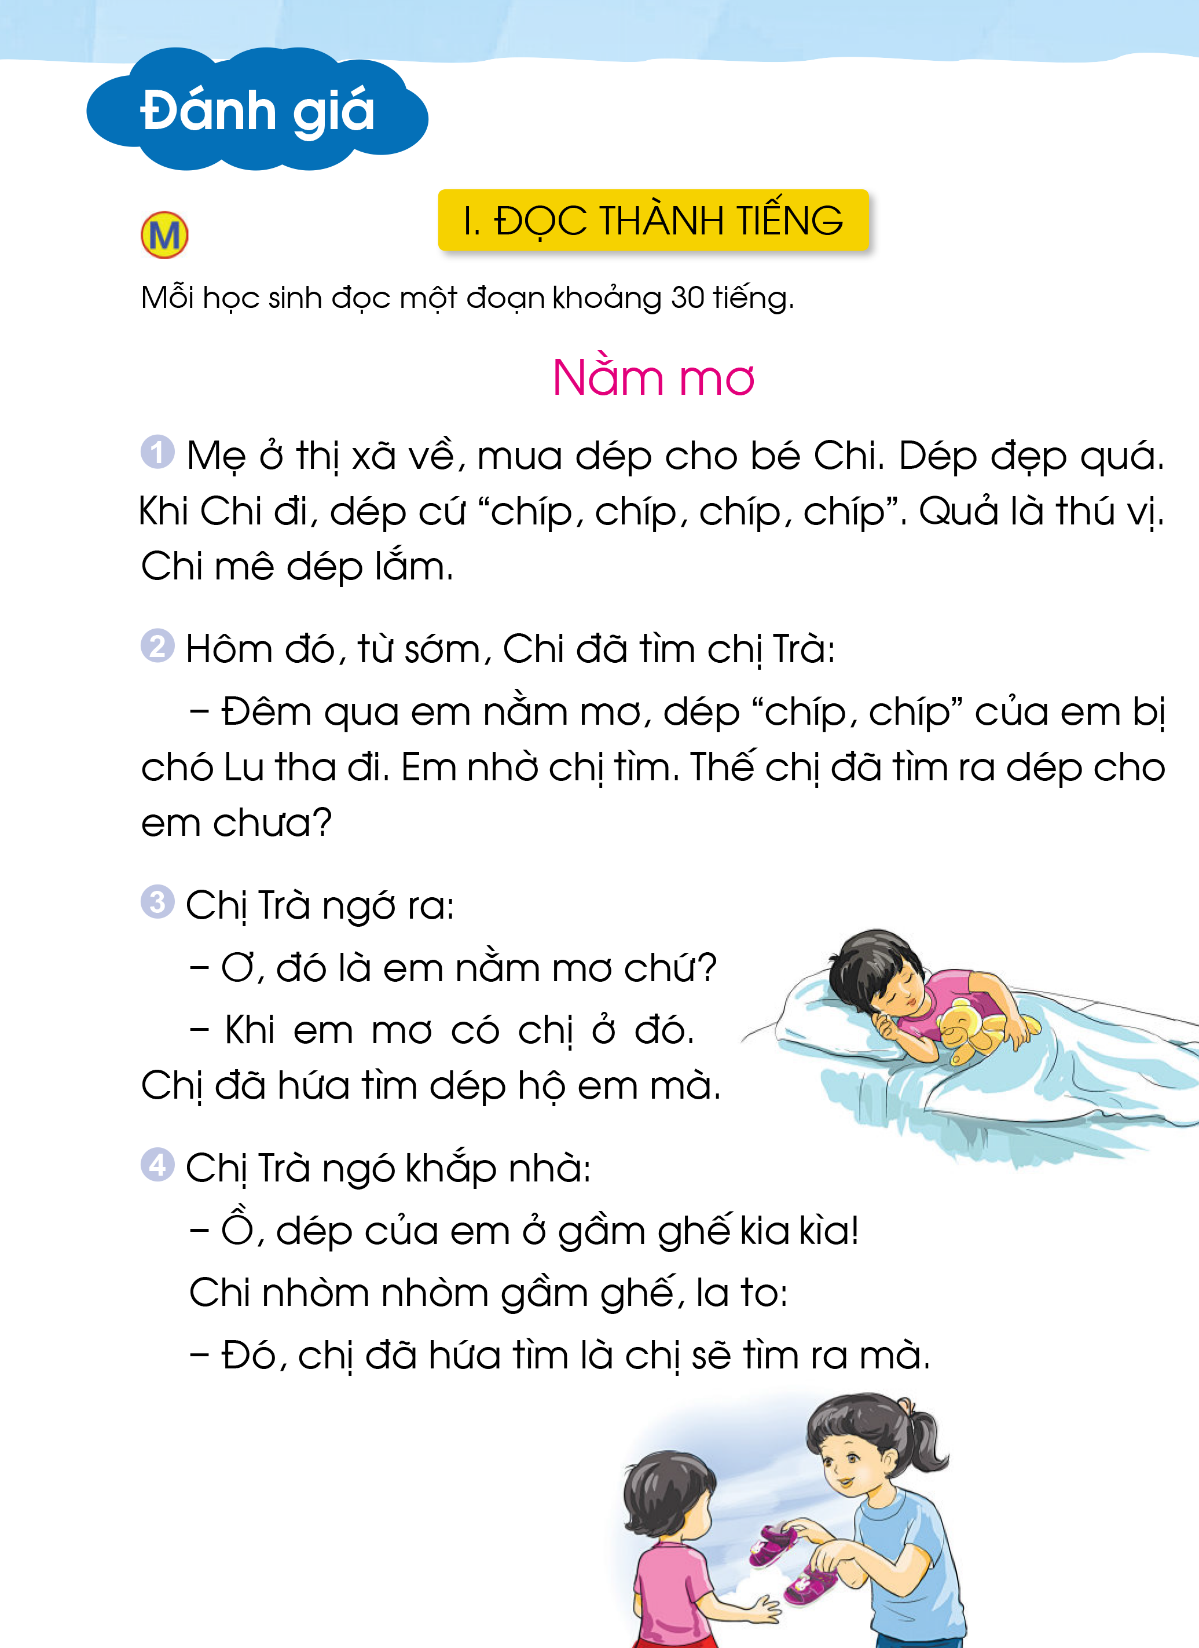 Đánh giá
M
I. ĐỌC THÀNH TIẾNG
Mỗi học sinh đọc một đoạn khoảng 30 tiếng.
Nằm mơ
1 Mẹ ở thị xã về, mua dép cho bé Chi. Dép đẹp quá.
Khi Chi đi, dép cứ “chíp, chíp, chíp, chíp”. Quả là thú vị.
Chi mê dép lắm.
2 Hôm đó, từ sớm, Chi đã tìm chị Trà:
– Đêm qua em nằm mơ, dép “chíp, chíp” của em bị
chó Lu tha đi. Em nhờ chị tìm. Thế chị đã tìm ra dép cho
em chưa?
3 Chị Trà ngớ ra:
– Ơ, đó là em nằm mơ chứ?
– Khi em mơ có chị ở đó.
Chị đã hứa tìm dép hộ em mà.
4 Chị Trà ngó khắp nhà:
– Ồ, dép của em ở gầm ghế kia kìa!
Chi nhòm nhòm gầm ghế, la to:
– Đó, chị đã hứa tìm là chị sẽ tìm ra mà.